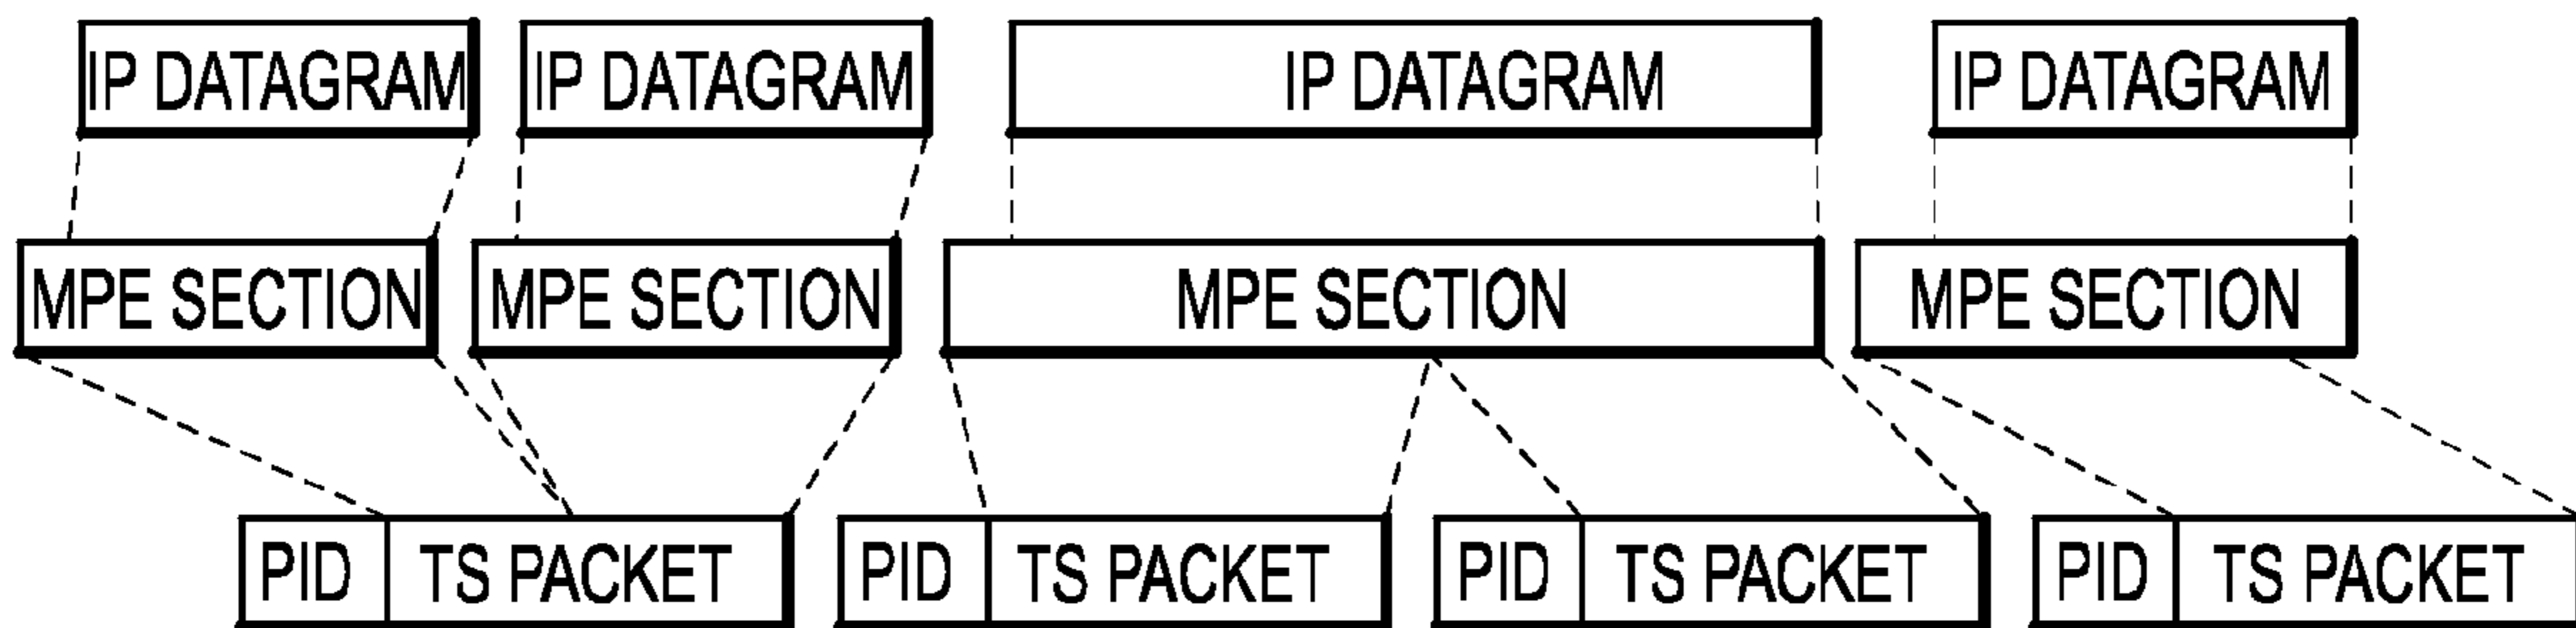 IP DATAGRAM IP DATAGRAM IP DATAGRAM IP DATAGRAM
MPE SECTION MPE SECTION MPE SECTION MPE SECTION
PID TS PACKET PID TS PACKET PID TS PACKET PID TS PACKET